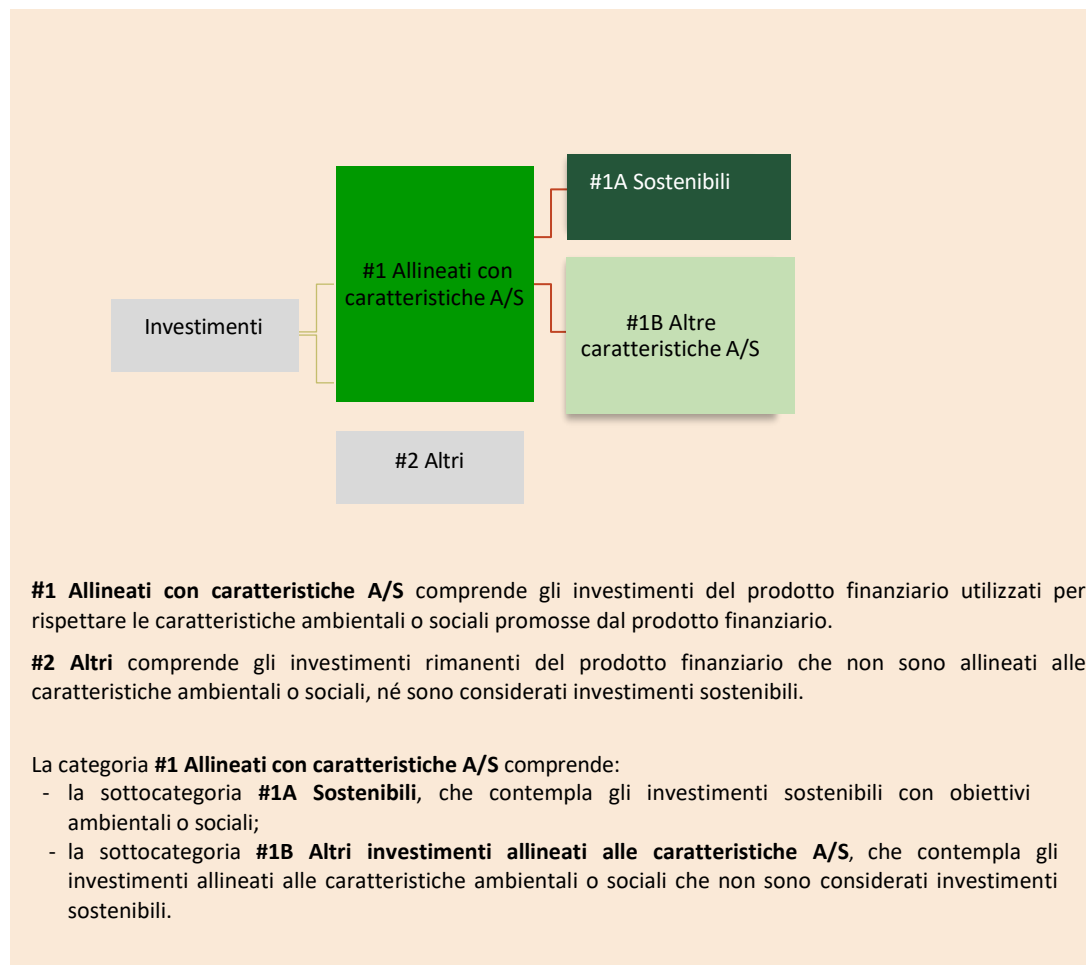 #1A Sostenibili
#1 Allineati con
caratteristiche A/S
Investimenti
#1B Altre
caratteristiche A/S
#2 Altri
#1 Allineati con caratteristiche A/S comprende gli investimenti del prodotto finanziario utilizzati per
rispettare le caratteristiche ambientali o sociali promosse dal prodotto finanziario.
#2 Altri comprende gli investimenti rimanenti del prodotto finanziario che non sono allineati alle
caratteristiche ambientali o sociali, né sono considerati investimenti sostenibili.
La categoria #1 Allineati con caratteristiche A/S comprende:
- la sottocategoria #1A Sostenibili, che contempla gli investimenti sostenibili con obiettivi
ambientali o sociali;
- la sottocategoria #1B Altri investimenti allineati alle caratteristiche A/S, che contempla gli
investimenti allineati alle caratteristiche ambientali o sociali che non sono considerati investimenti
sostenibili.